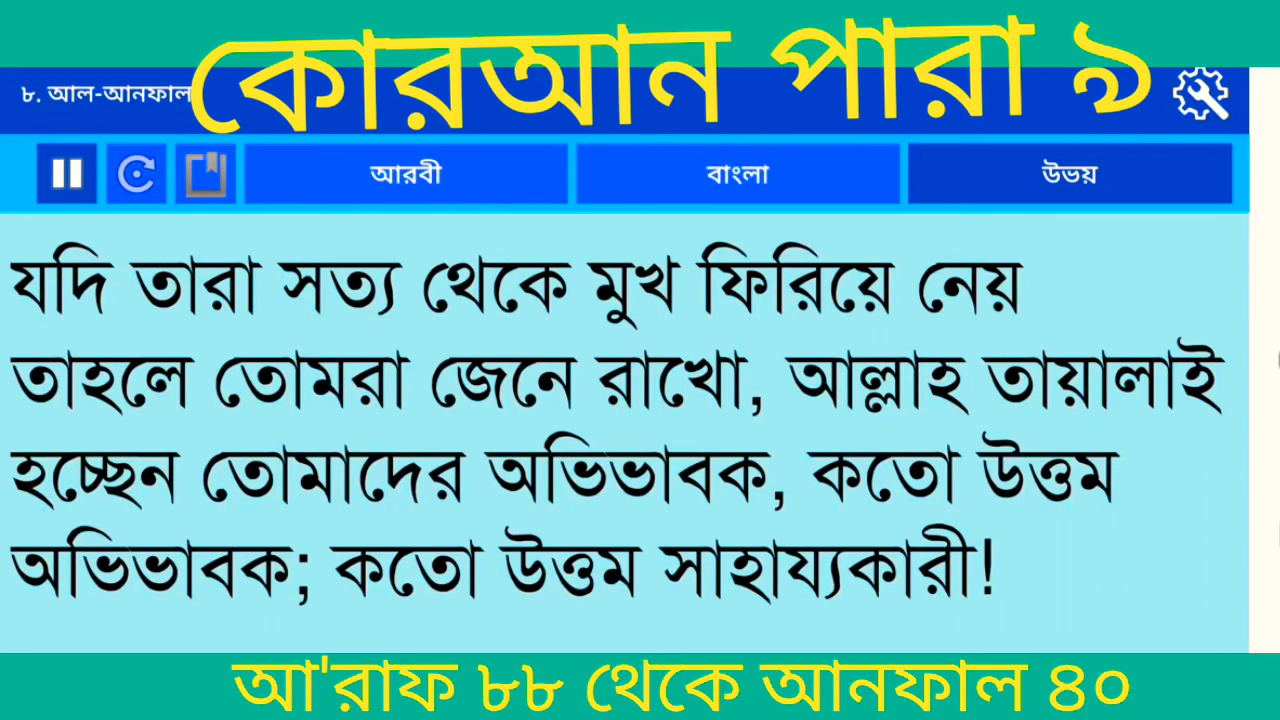 কোরআন পারা ৯
৮. আল-আনফাল
আরবী বাংলা উভয়
যদি তারা সত্য থেকে মুখ ফিরিয়ে নেয়
তাহলে তোমরা জেনে রাখো, আল্লাহ তায়ালাই
হচ্ছেন তোমাদের অভিভাবক, কতো উত্তম
অভিভাবক; কতো উত্তম সাহায্যকারী!
আ'রাফ ৮৮ থেকে আনফাল ৪০